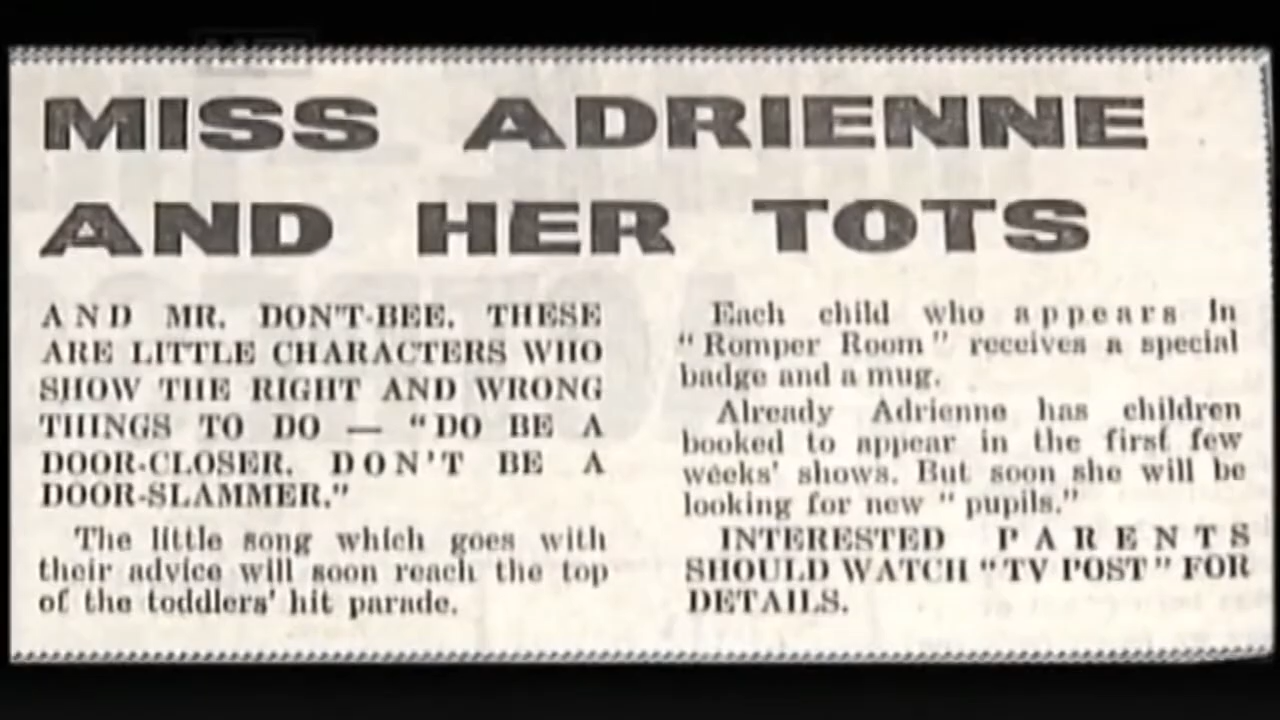 MISS ADRIENNE
AND HER TOTS
AND MR. DON'T-BEE. THESE
ARE LITTLE CHARACTERS WHO
SHOW THE RIGHT AND WRONG
THINGS TO DO — “DO BE A
DOOR-CLOSER. DON'T BE A
DOOR-SLAMMER.”
The little song which goes with
their advice will soon reach the top
of the toddlers' hit parade.
Each child who appears in
“Romper Room” receives a special
badge and a mug.
Already Adrienne has children
booked to appear in the first few
weeks' shows. But soon she will be
looking for new “pupils.”
INTERESTED PARENTS
SHOULD WATCH “TV POST” FOR
DETAILS.